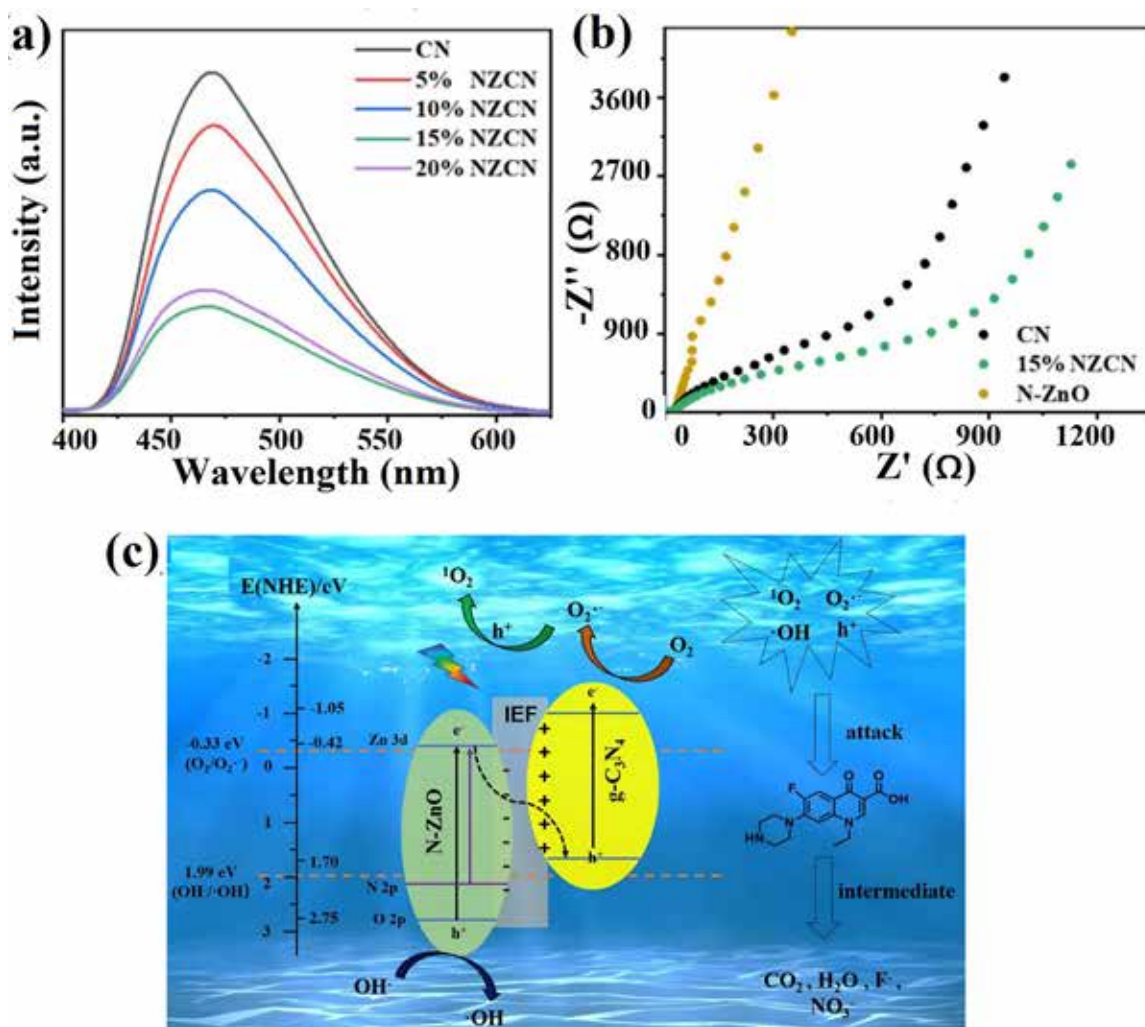 (a)
CN
5% NZCN
10% NZCN
15% NZCN
20% NZCN
Intensity (a.u.)
400 450 500 550 600
Wavelength (nm)
(b)
3600
2700
800
900
0
-Z'' (Ω)
CN
15% NZCN
N-ZnO
0 300 600 900 1200
Z' (Ω)
(c)
E(NHE)/eV
-2
-1
0
1
2
3
-1.05
-0.42
1.70
2.75
-0.33 eV
(O₂/O₂·⁻)
1.99 eV
(OH⁻/·OH)
Zn 3d
N 2p
O 2p
e⁻
N-ZnO
h⁺
IEF
- - - - - -
+ + + + + +
e⁻
g-C₃N₄
h⁺
¹O₂
h⁺
O₂·⁻
O₂
OH⁻
·OH
¹O₂ O₂·⁻
·OH h⁺
attack
F
O
O
OH
N
N
HN
intermediate
CO₂ , H₂O , F⁻ ,
NO₃⁻